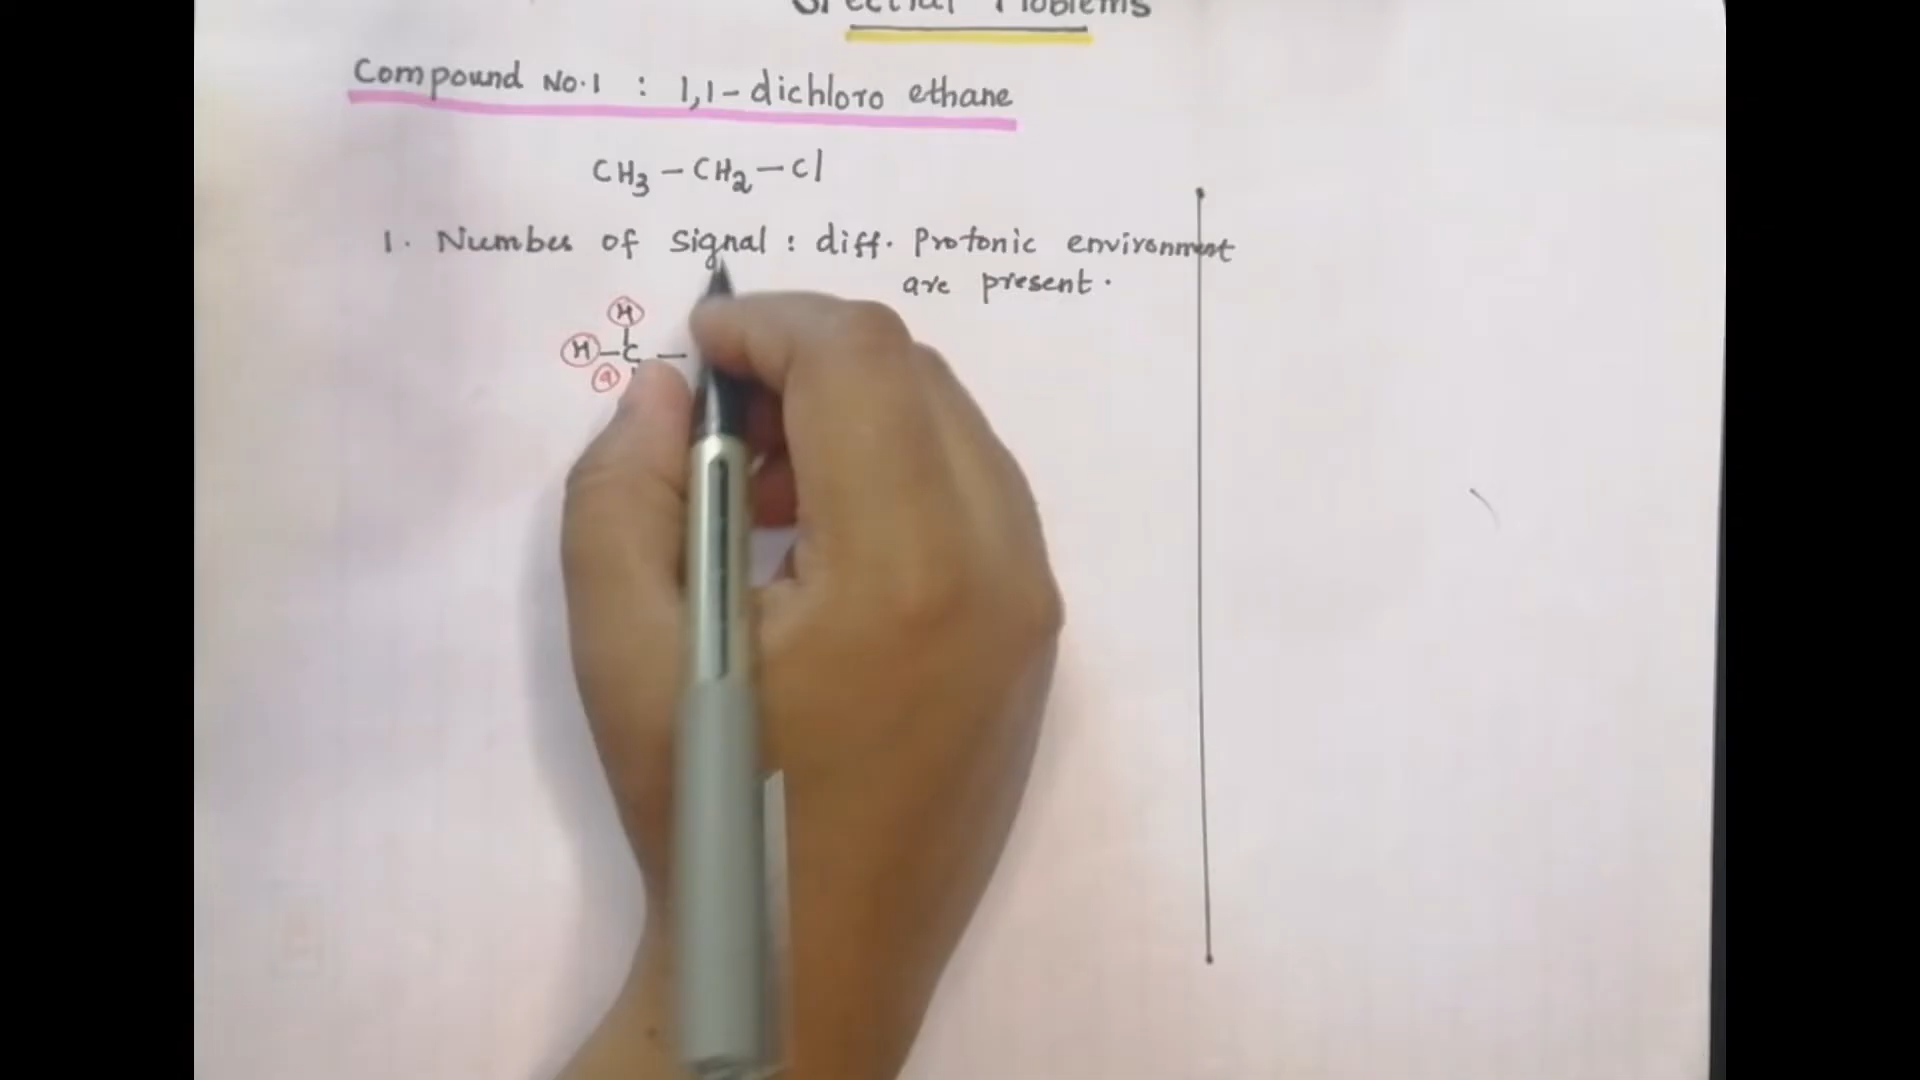 Problems
Compound No.1 : 1,1-dichloro ethane
CH3 - CH2 - Cl
1. Number of signal : diff. Protonic environment
are present.
H
H - C -
a